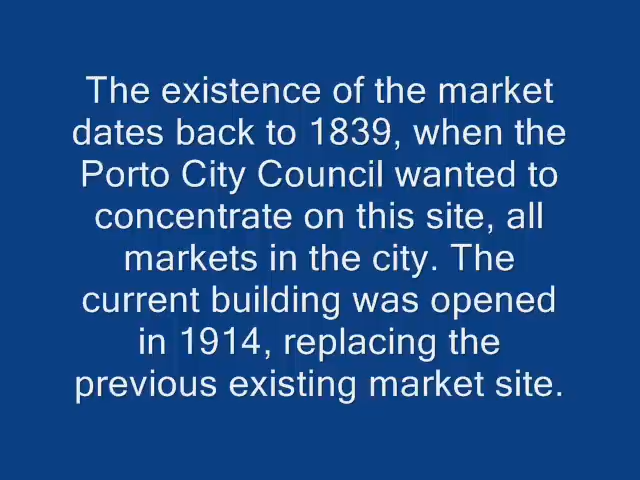 The existence of the market
dates back to 1839, when the
Porto City Council wanted to
concentrate on this site, all
markets in the city. The
current building was opened
in 1914, replacing the
previous existing market site.